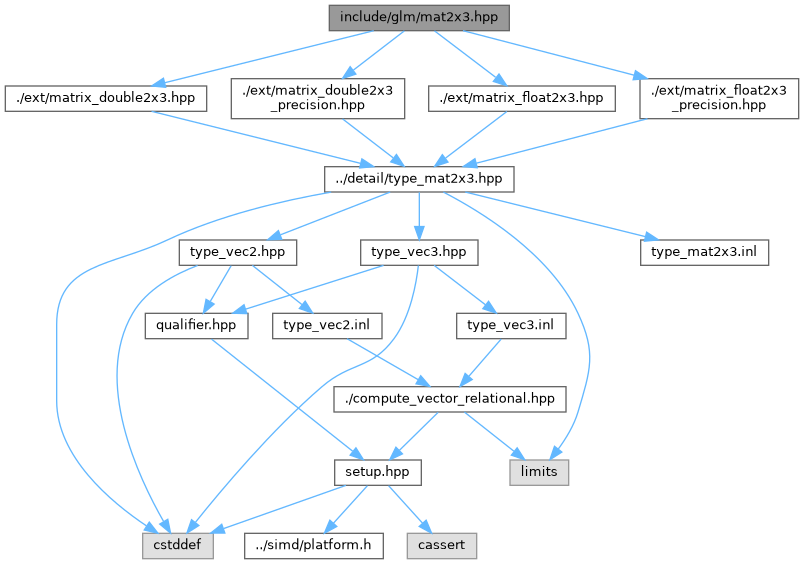 include/glm/mat2x3.hpp
./ext/matrix_double2x3.hpp
./ext/matrix_double2x3
_precision.hpp
./ext/matrix_float2x3.hpp
./ext/matrix_float2x3
_precision.hpp
../detail/type_mat2x3.hpp
type_vec2.hpp
type_vec3.hpp
type_mat2x3.inl
qualifier.hpp
type_vec2.inl
type_vec3.inl
./compute_vector_relational.hpp
setup.hpp
limits
cstddef
../simd/platform.h
cassert